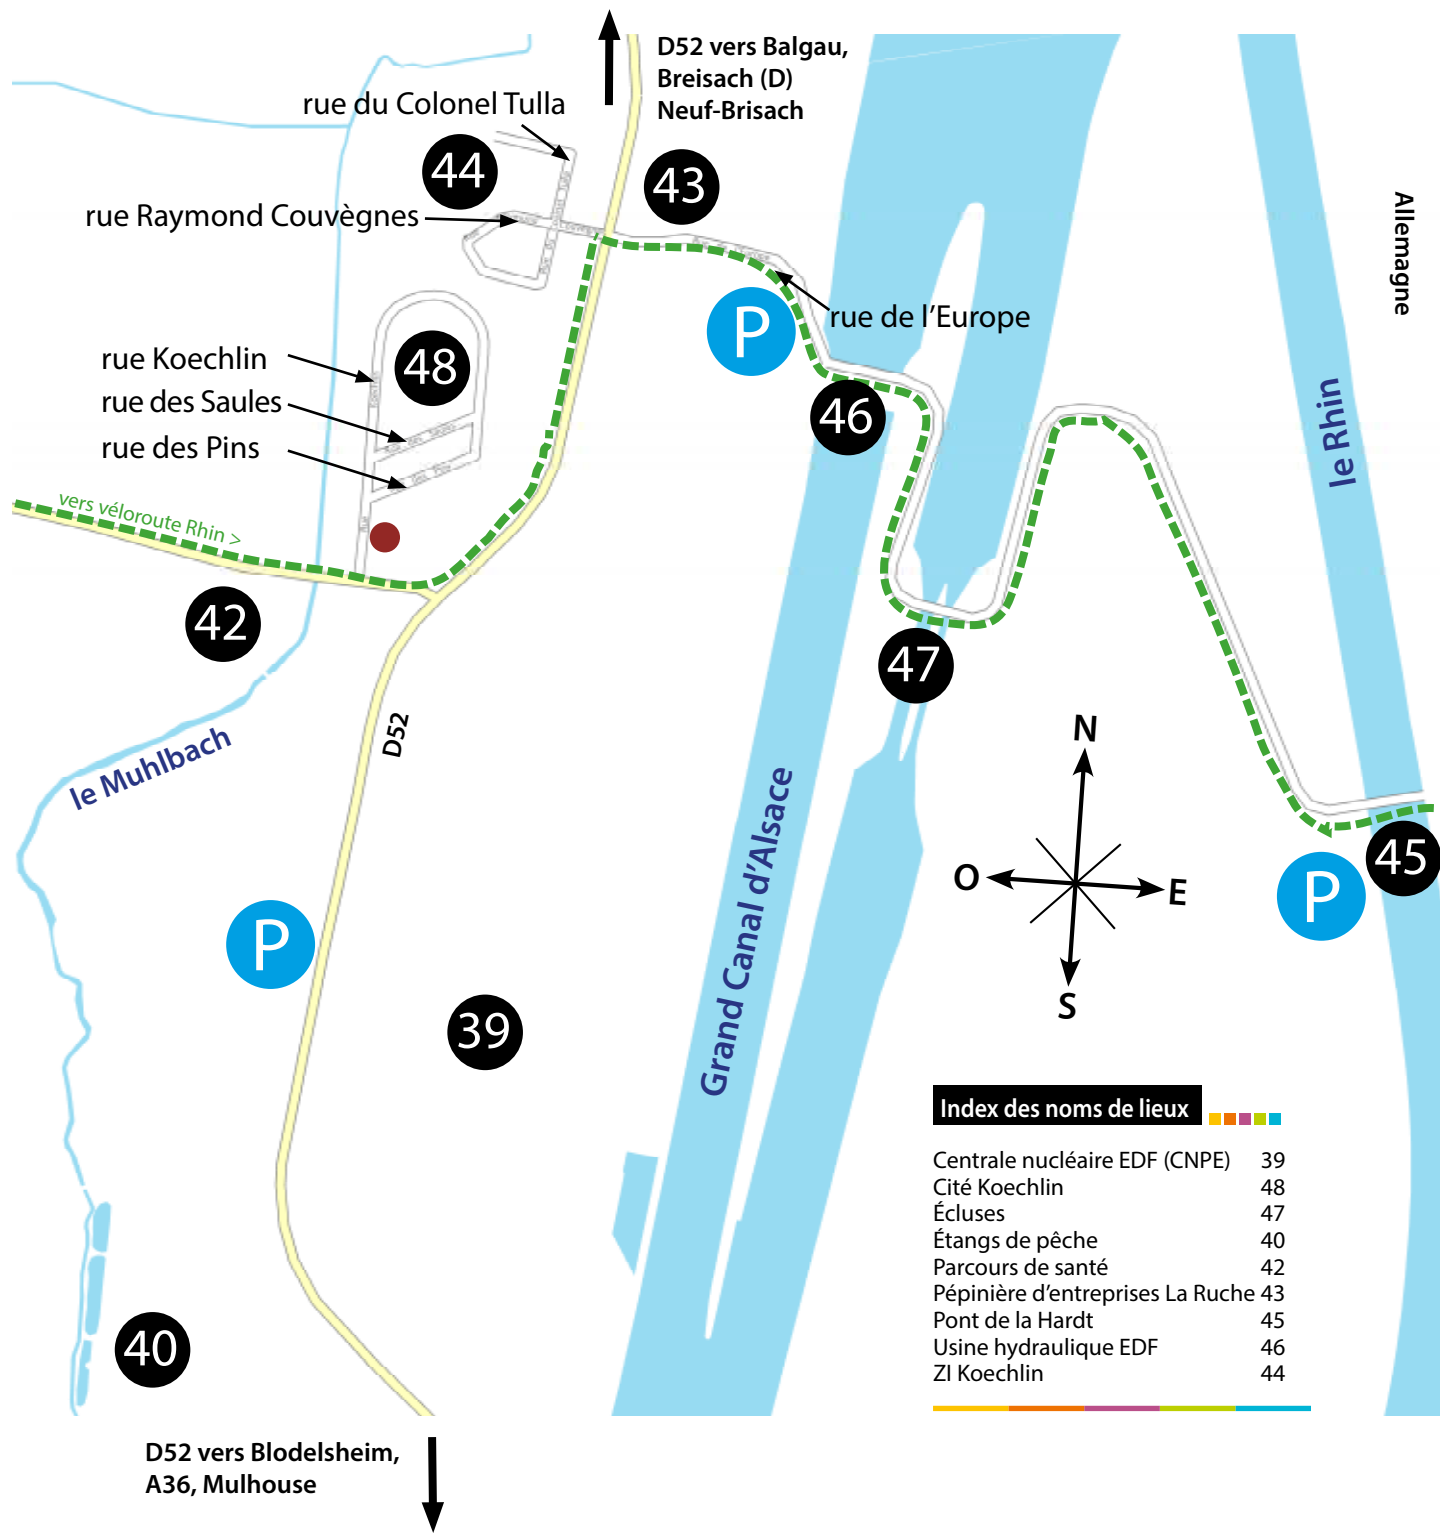 D52 vers Balgau,
Breisach (D)
Neuf-Brisach
rue du Colonel Tulla
44
43
rue Raymond Couvègnes
Allemagne
P
rue de l'Europe
rue Koechlin
48
rue des Saules
rue des Pins
46
le Rhin
vers véloroute Rhin >
42
47
D52
le Muhlbach
N
O
E
S
Grand Canal d'Alsace
45
P
P
39
Index des noms de lieux
Centrale nucléaire EDF (CNPE) 39
Cité Koechlin 48
Écluses 47
Étangs de pêche 40
Parcours de santé 42
Pépinière d'entreprises La Ruche 43
Pont de la Hardt 45
Usine hydraulique EDF 46
ZI Koechlin 44
40
D52 vers Blodelsheim,
A36, Mulhouse